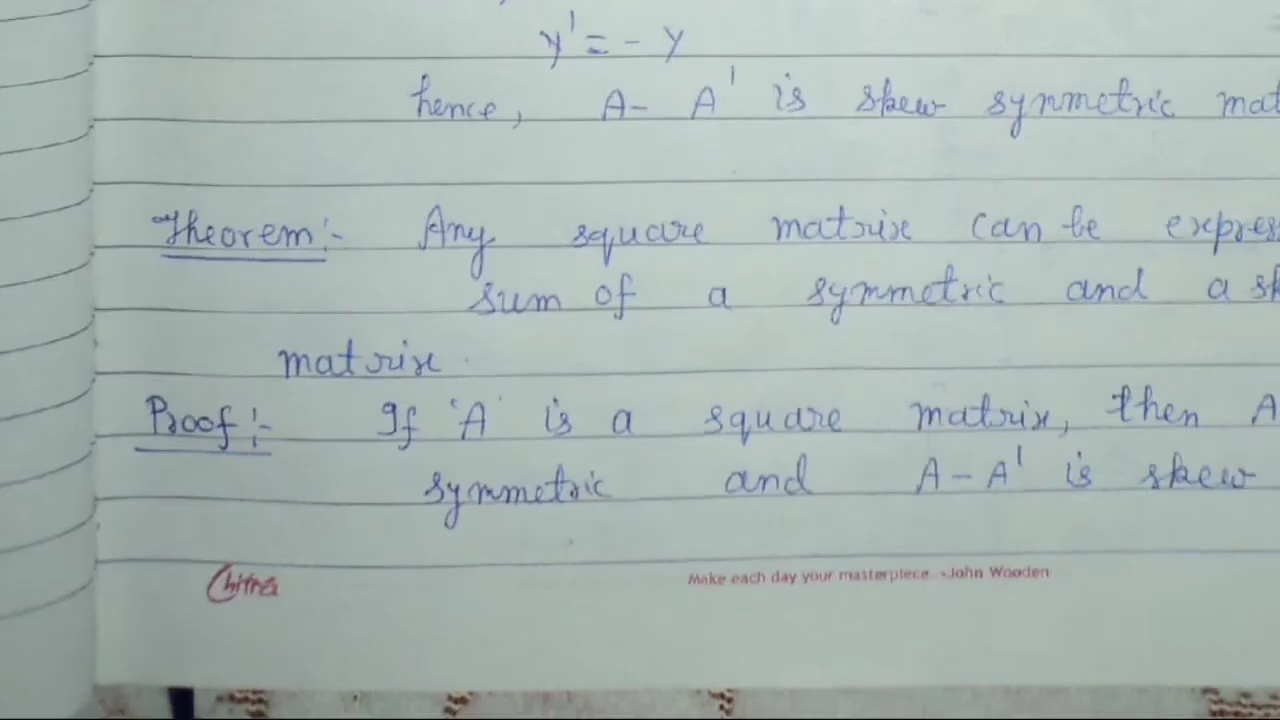 y' = - y
hence, A- A' is skew symmetric mat
Theorem:- Any square matrix can be expres
sum of a symmetric and a sk
matrix.
Proof:- If 'A' is a square matrix, then A
symmetric and A-A' is skew
Chitra
Make each day your masterpiece. -John Wooden